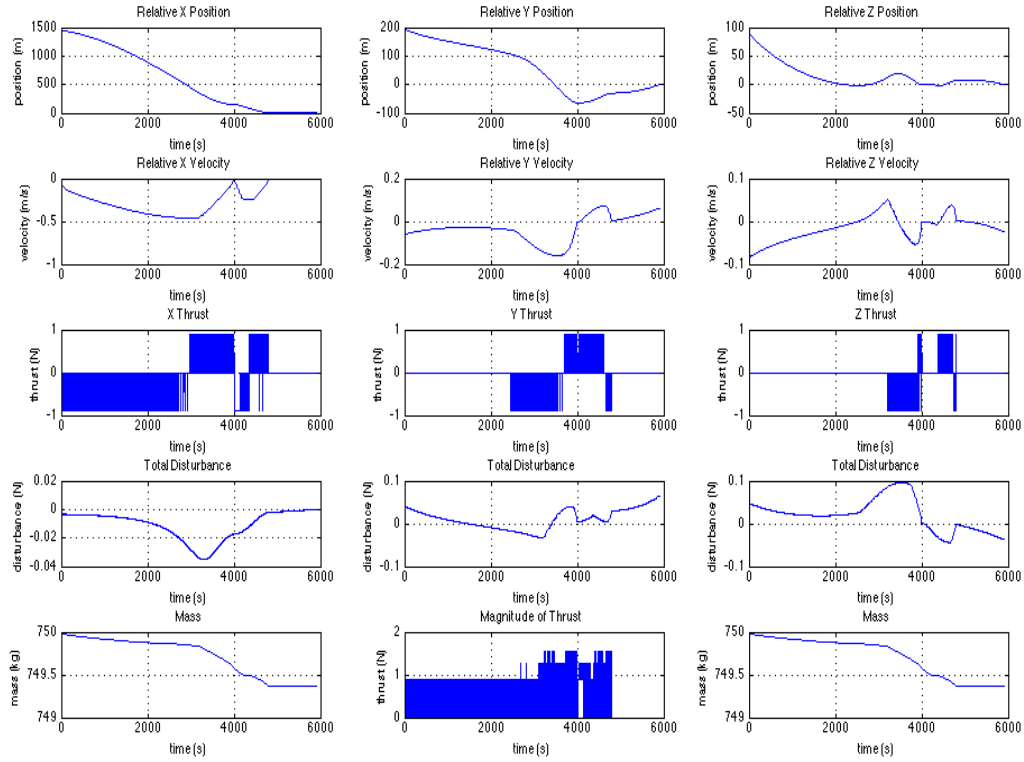 Relative X Position
Relative Y Position
Relative Z Position
position (m)
1500
1000
500
0
0
2000
4000
6000
time (s)
position (m)
200
100
0
-100
0
2000
4000
6000
time (s)
position (m)
100
50
0
-50
0
2000
4000
6000
time (s)
Relative X Velocity
Relative Y Velocity
Relative Z Velocity
velocity (m/s)
0
-0.5
-1
0
2000
4000
6000
time (s)
velocity (m/s)
0.2
0
-0.2
0
2000
4000
6000
time (s)
velocity (m/s)
0.1
0
-0.1
0
2000
4000
6000
time (s)
X Thrust
Y Thrust
Z Thrust
thrust (N)
1
0
-1
0
2000
4000
6000
time (s)
thrust (N)
1
0
-1
0
2000
4000
6000
time (s)
thrust (N)
1
0
-1
0
2000
4000
6000
time (s)
Total Disturbance
Total Disturbance
Total Disturbance
disturbance (N)
0.02
0
-0.02
-0.04
0
2000
4000
6000
time (s)
disturbance (N)
0.1
0
-0.1
0
2000
4000
6000
time (s)
disturbance (N)
0.1
0
-0.1
0
2000
4000
6000
time (s)
Mass
Magnitude of Thrust
Mass
mass (kg)
750
749.5
749
0
2000
4000
6000
time (s)
thrust (N)
2
1
0
0
2000
4000
6000
time (s)
mass (kg)
750
749.5
749
0
2000
4000
6000
time (s)